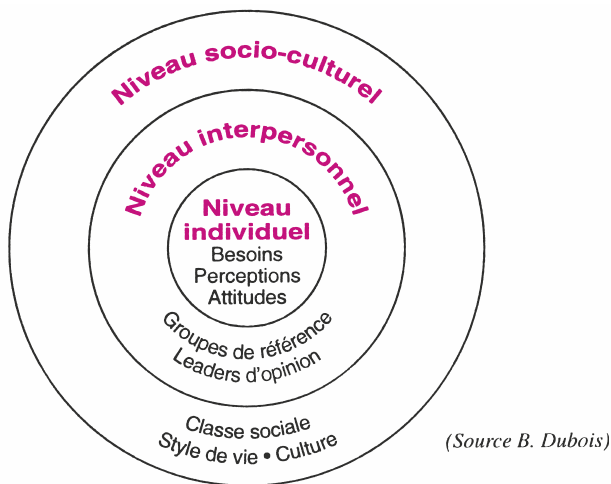 Niveau socio-culturel
Niveau interpersonnel
Niveau
individuel
Besoins
Perceptions
Attitudes
Groupes de référence
Leaders d'opinion
Classe sociale
Style de vie • Culture
(Source B. Dubois)